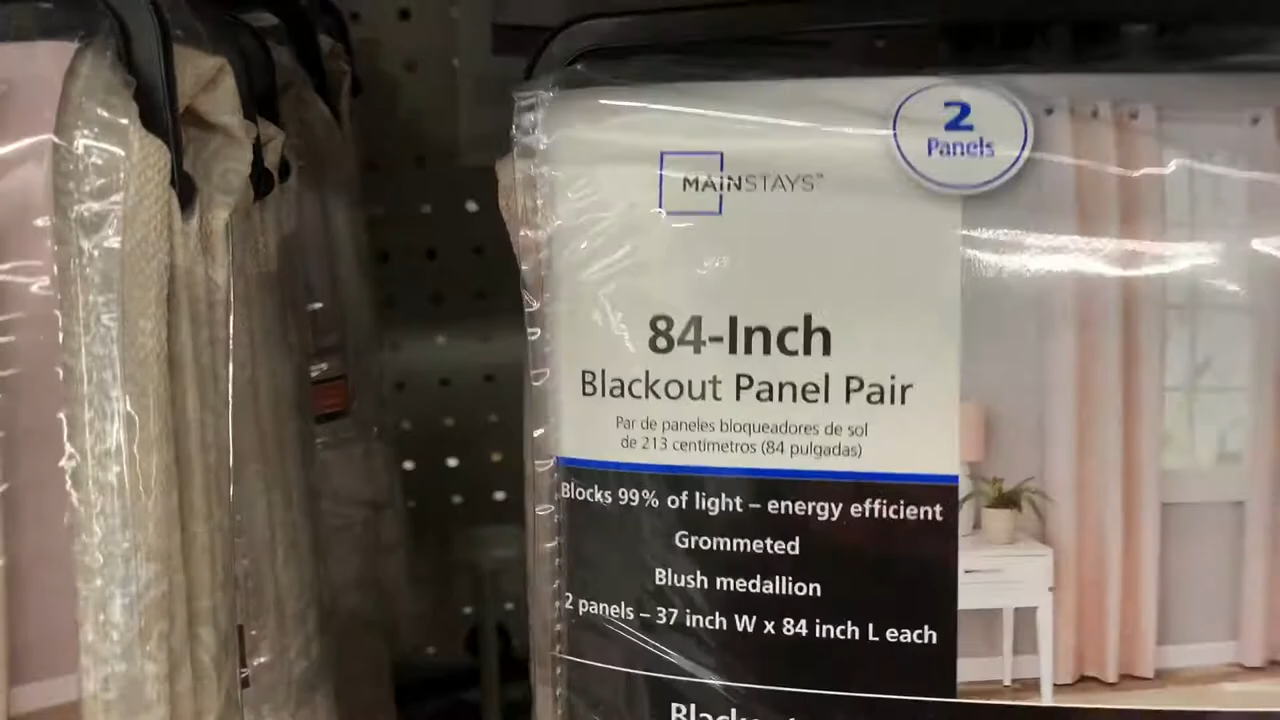 2
Panels
MAINSTAYS™
84-Inch
Blackout Panel Pair
Par de paneles bloqueadores de sol
de 213 centímetros (84 pulgadas)
Blocks 99% of light – energy efficient
Grommeted
Blush medallion
2 panels – 37 inch W x 84 inch L each